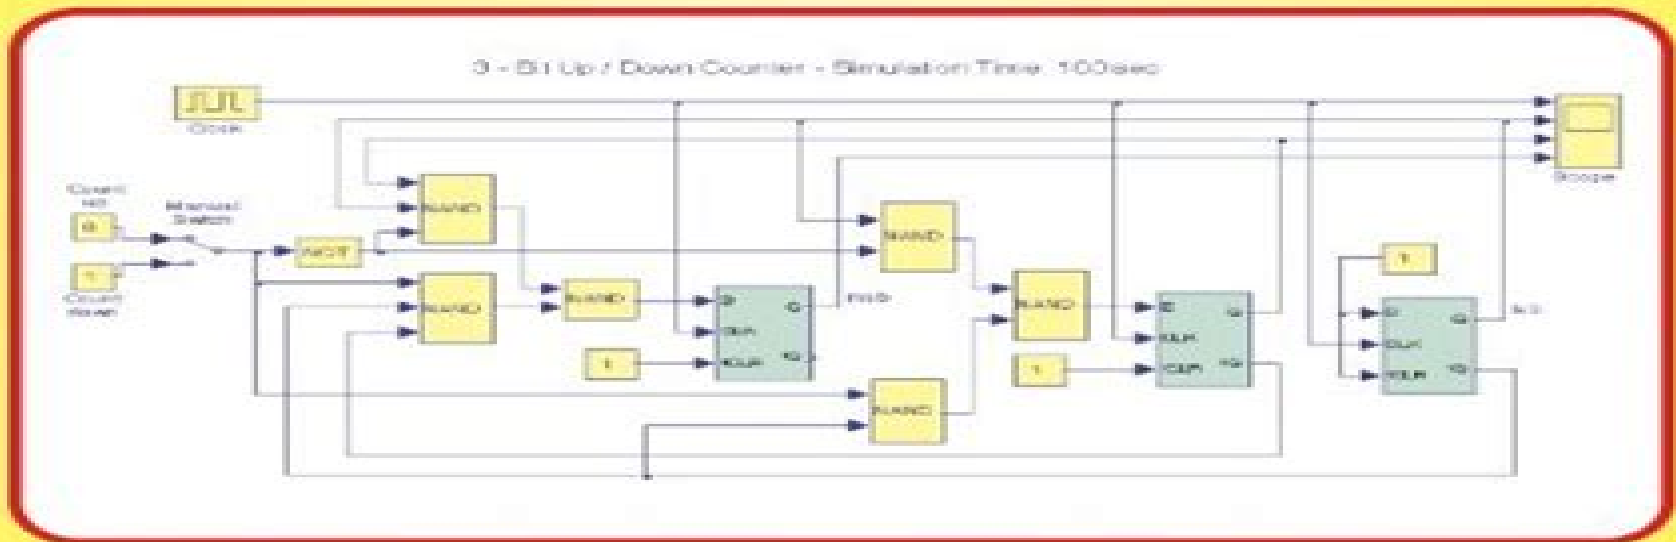 3 - Bit Up / Down Counter - Simulation Time 100sec
Clock
Scope
Count
up
Manual
Switch
0
1
Count
down
NOT
NAND
NAND
NAND
NAND
NAND
NAND
1
1
1
D
CLK
!CLR
Q
!Q
D
CLK
!CLR
Q
!Q
D
CLK
!CLR
Q
!Q